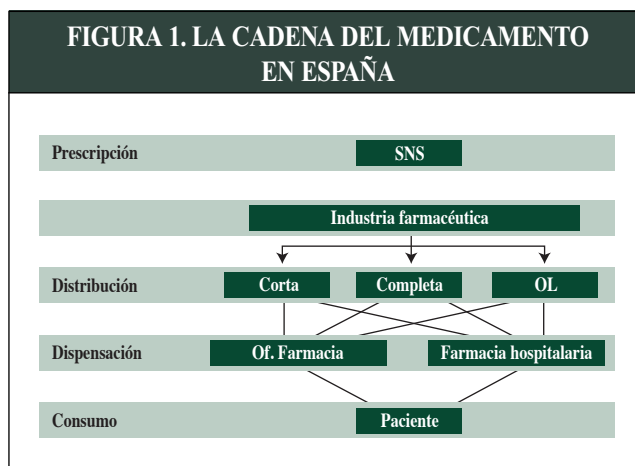 FIGURA 1. LA CADENA DEL MEDICAMENTO
EN ESPAÑA
Prescripción SNS
Industria farmacéutica
Distribución Corta Completa OL
Dispensación Of. Farmacia Farmacia hospitalaria
Consumo Paciente